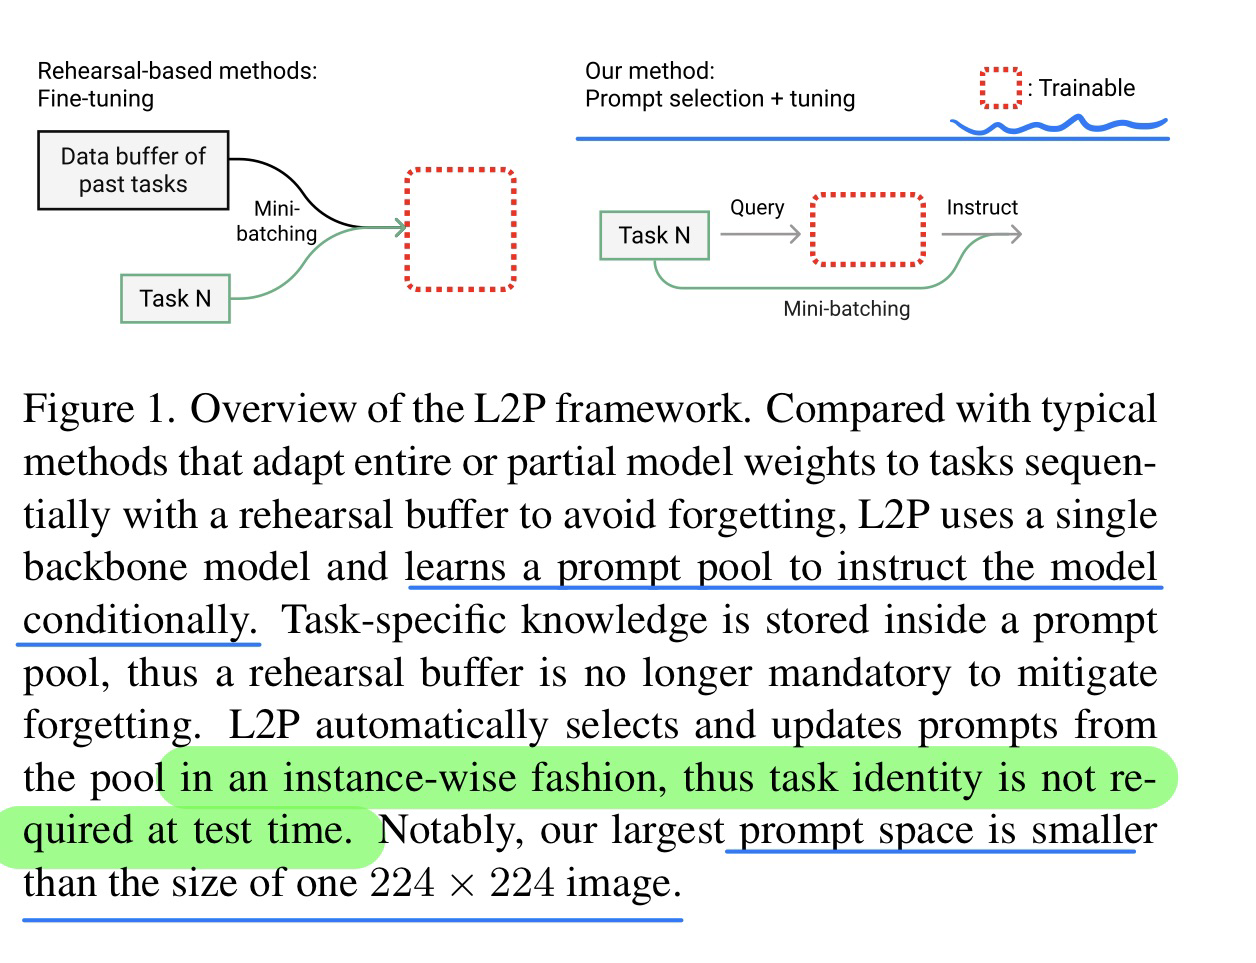 Rehearsal-based methods:
Fine-tuning
Data buffer of
past tasks
Mini-
batching
Task N
Our method:
Prompt selection + tuning
: Trainable
Task N
Query
Instruct
Mini-batching
Figure 1. Overview of the L2P framework. Compared with typical
methods that adapt entire or partial model weights to tasks sequen-
tially with a rehearsal buffer to avoid forgetting, L2P uses a single
backbone model and learns a prompt pool to instruct the model
conditionally. Task-specific knowledge is stored inside a prompt
pool, thus a rehearsal buffer is no longer mandatory to mitigate
forgetting. L2P automatically selects and updates prompts from
the pool in an instance-wise fashion, thus task identity is not re-
quired at test time. Notably, our largest prompt space is smaller
than the size of one 224 × 224 image.